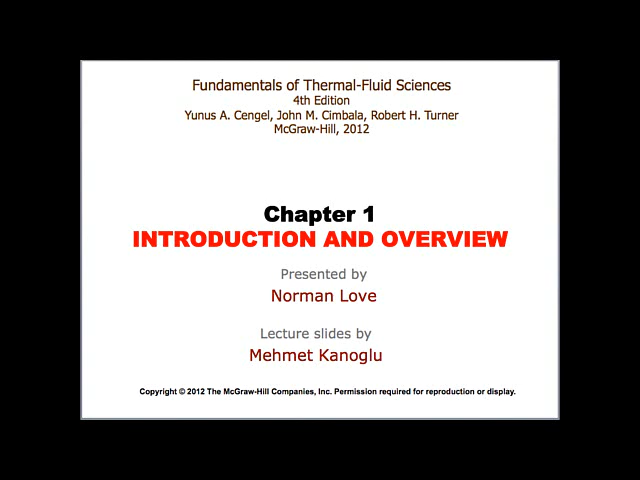 Fundamentals of Thermal-Fluid Sciences
4th Edition
Yunus A. Cengel, John M. Cimbala, Robert H. Turner
McGraw-Hill, 2012
Chapter 1
INTRODUCTION AND OVERVIEW
Presented by
Norman Love
Lecture slides by
Mehmet Kanoglu
Copyright © 2012 The McGraw-Hill Companies, Inc. Permission required for reproduction or display.